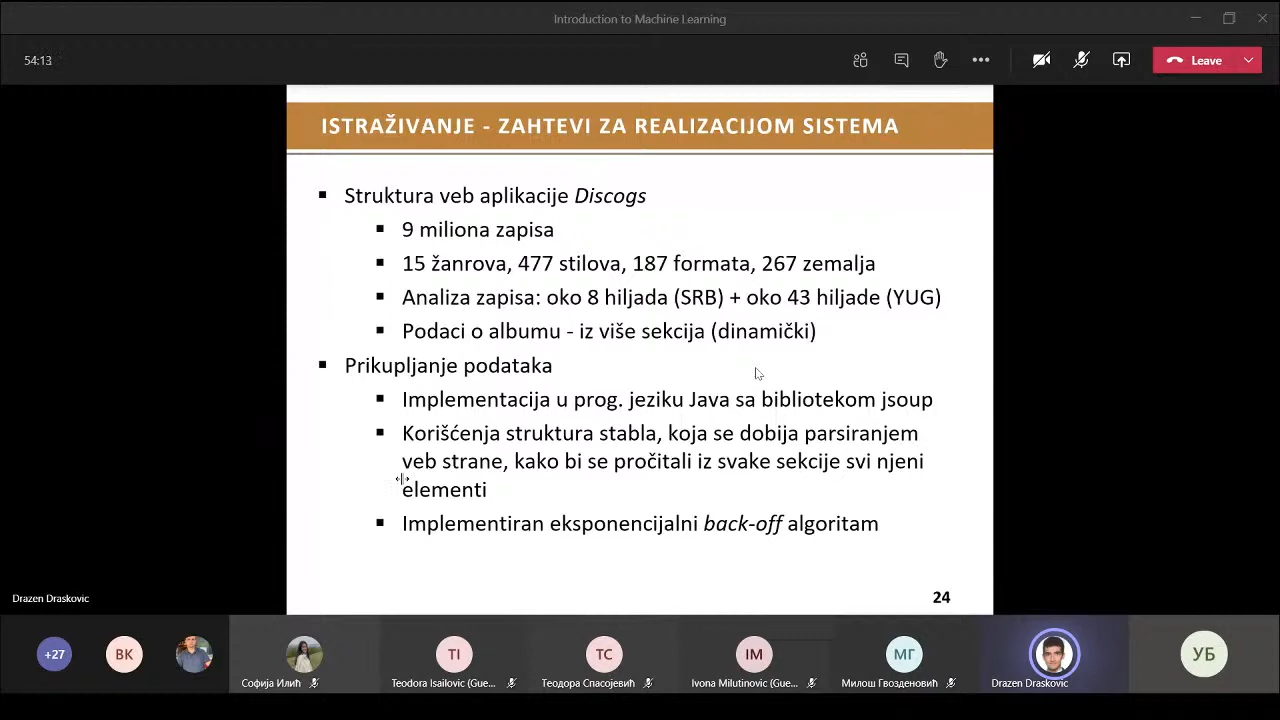 Introduction to Machine Learning
54:13
Leave
ISTRAŽIVANJE - ZAHTEVI ZA REALIZACIJOM SISTEMA
▪ Struktura veb aplikacije Discogs
▪ 9 miliona zapisa
▪ 15 žanrova, 477 stilova, 187 formata, 267 zemalja
▪ Analiza zapisa: oko 8 hiljada (SRB) + oko 43 hiljade (YUG)
▪ Podaci o albumu - iz više sekcija (dinamički)
▪ Prikupljanje podataka
▪ Implementacija u prog. jeziku Java sa bibliotekom jsoup
▪ Korišćenja struktura stabla, koja se dobija parsiranjem
veb strane, kako bi se pročitali iz svake sekcije svi njeni
elementi
▪ Implementiran eksponencijalni back-off algoritam
24
Drazen Draskovic
+27
ВК
TI
ТС
IM
МГ
УБ
Софија Илић
Teodora Isailovic (Gue...
Теодора Спасојевић
Ivona Milutinovic (Gue...
Милош Гвозденовић
Drazen Draskovic